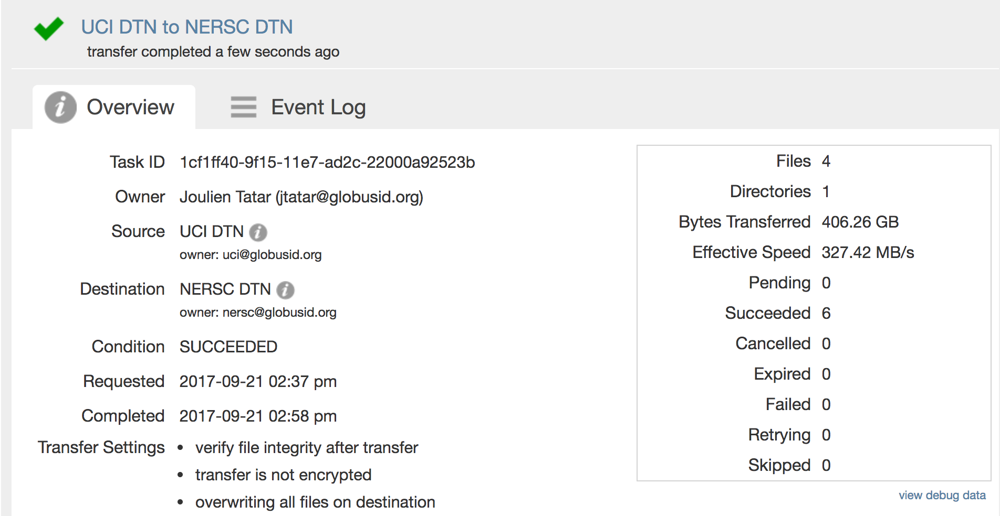 UCI DTN to NERSC DTN
transfer completed a few seconds ago
Overview
Event Log
Task ID 1cf1ff40-9f15-11e7-ad2c-22000a92523b
Owner Joulien Tatar (jtatar@globusid.org)
Source UCI DTN
owner: uci@globusid.org
Destination NERSC DTN
owner: nersc@globusid.org
Condition SUCCEEDED
Requested 2017-09-21 02:37 pm
Completed 2017-09-21 02:58 pm
Transfer Settings • verify file integrity after transfer
• transfer is not encrypted
• overwriting all files on destination
Files 4
Directories 1
Bytes Transferred 406.26 GB
Effective Speed 327.42 MB/s
Pending 0
Succeeded 6
Cancelled 0
Expired 0
Failed 0
Retrying 0
Skipped 0
view debug data